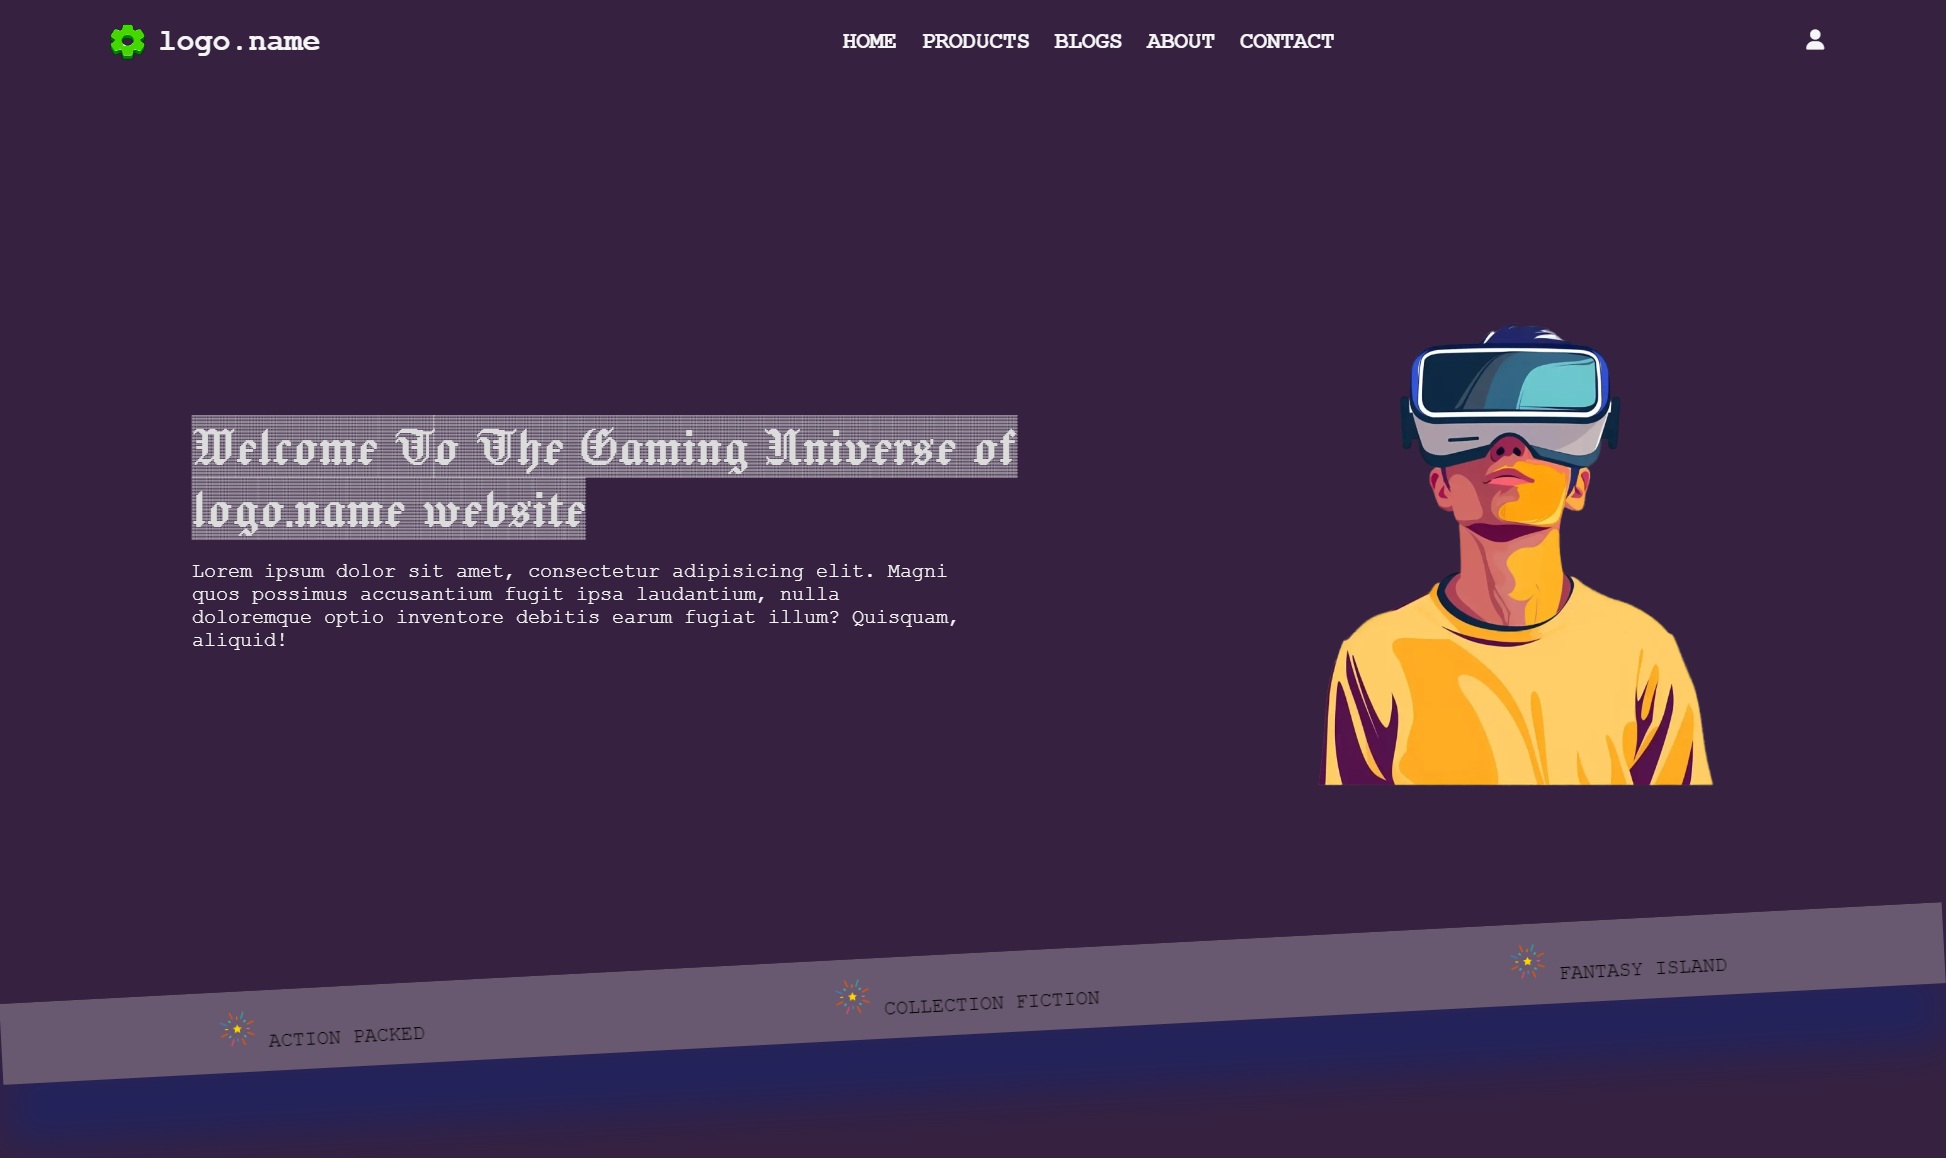 logo.name
HOME PRODUCTS BLOGS ABOUT CONTACT
Welcome To The Gaming Universe of
logo.name website
Lorem ipsum dolor sit amet, consectetur adipisicing elit. Magni
quos possimus accusantium fugit ipsa laudantium, nulla
doloremque optio inventore debitis earum fugiat illum? Quisquam,
aliquid!
ACTION PACKED
COLLECTION FICTION
FANTASY ISLAND